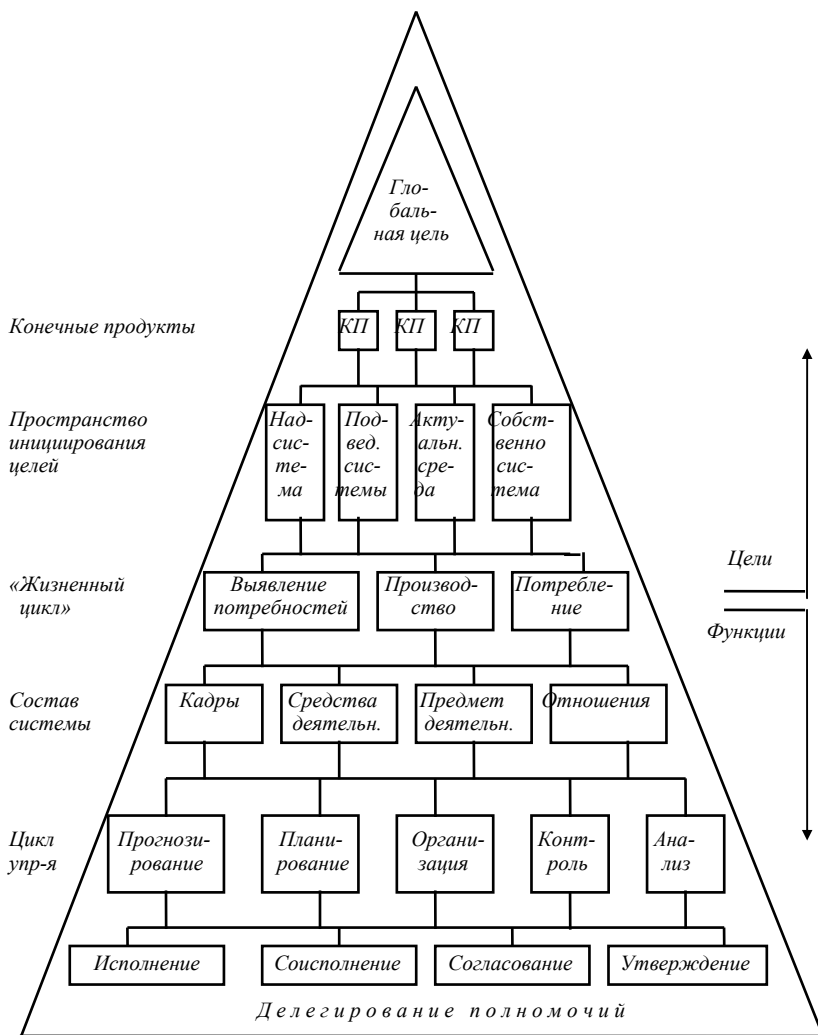 Гло-
баль-
ная цель
Конечные продукты
КП КП КП
Пространство
инициирования
целей
Над-
сис-
те-
ма
Под-
вед.
сис-
темы
Акту-
альн.
сре-
да
Собст-
венно
сис-
тема
«Жизненный
цикл»
Выявление
потребностей
Производ-
ство
Потребле-
ние
Цели
Функции
Состав
системы
Кадры
Средства
деятельн.
Предмет
деятельн.
Отношения
Цикл
упр-я
Прогнози-
рование
Плани-
рование
Органи-
зация
Конт-
роль
Ана-
лиз
Исполнение
Соисполнение
Согласование
Утверждение
Делегирование полномочий